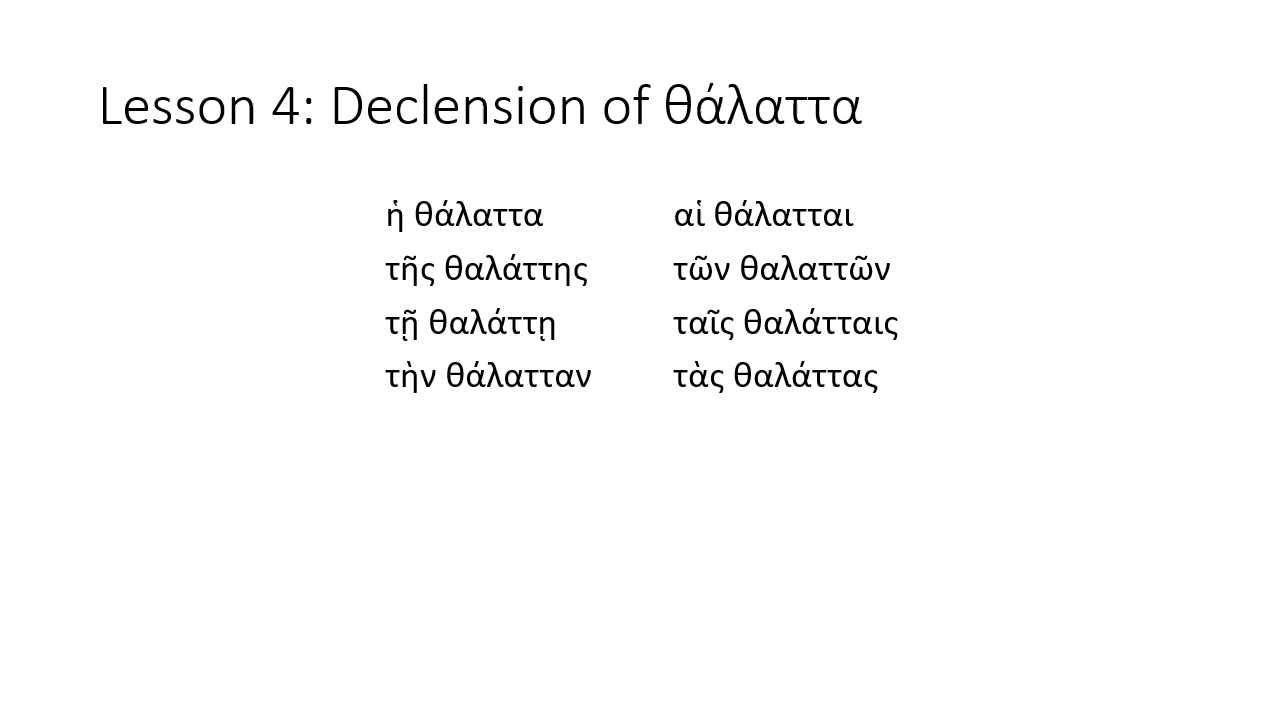 Lesson 4: Declension of θάλαττα
ἡ θάλαττα αἱ θάλατται
τῆς θαλάττης τῶν θαλαττῶν
τῇ θαλάττῃ ταῖς θαλάτταις
τὴν θάλατταν τὰς θαλάττας